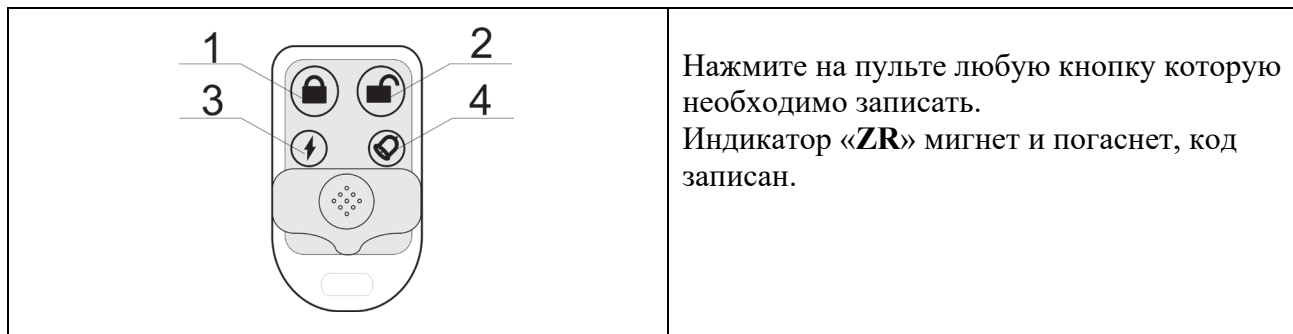 1
2
3
4
Нажмите на пульте любую кнопку которую
необходимо записать.
Индикатор «ZR» мигнет и погаснет, код
записан.